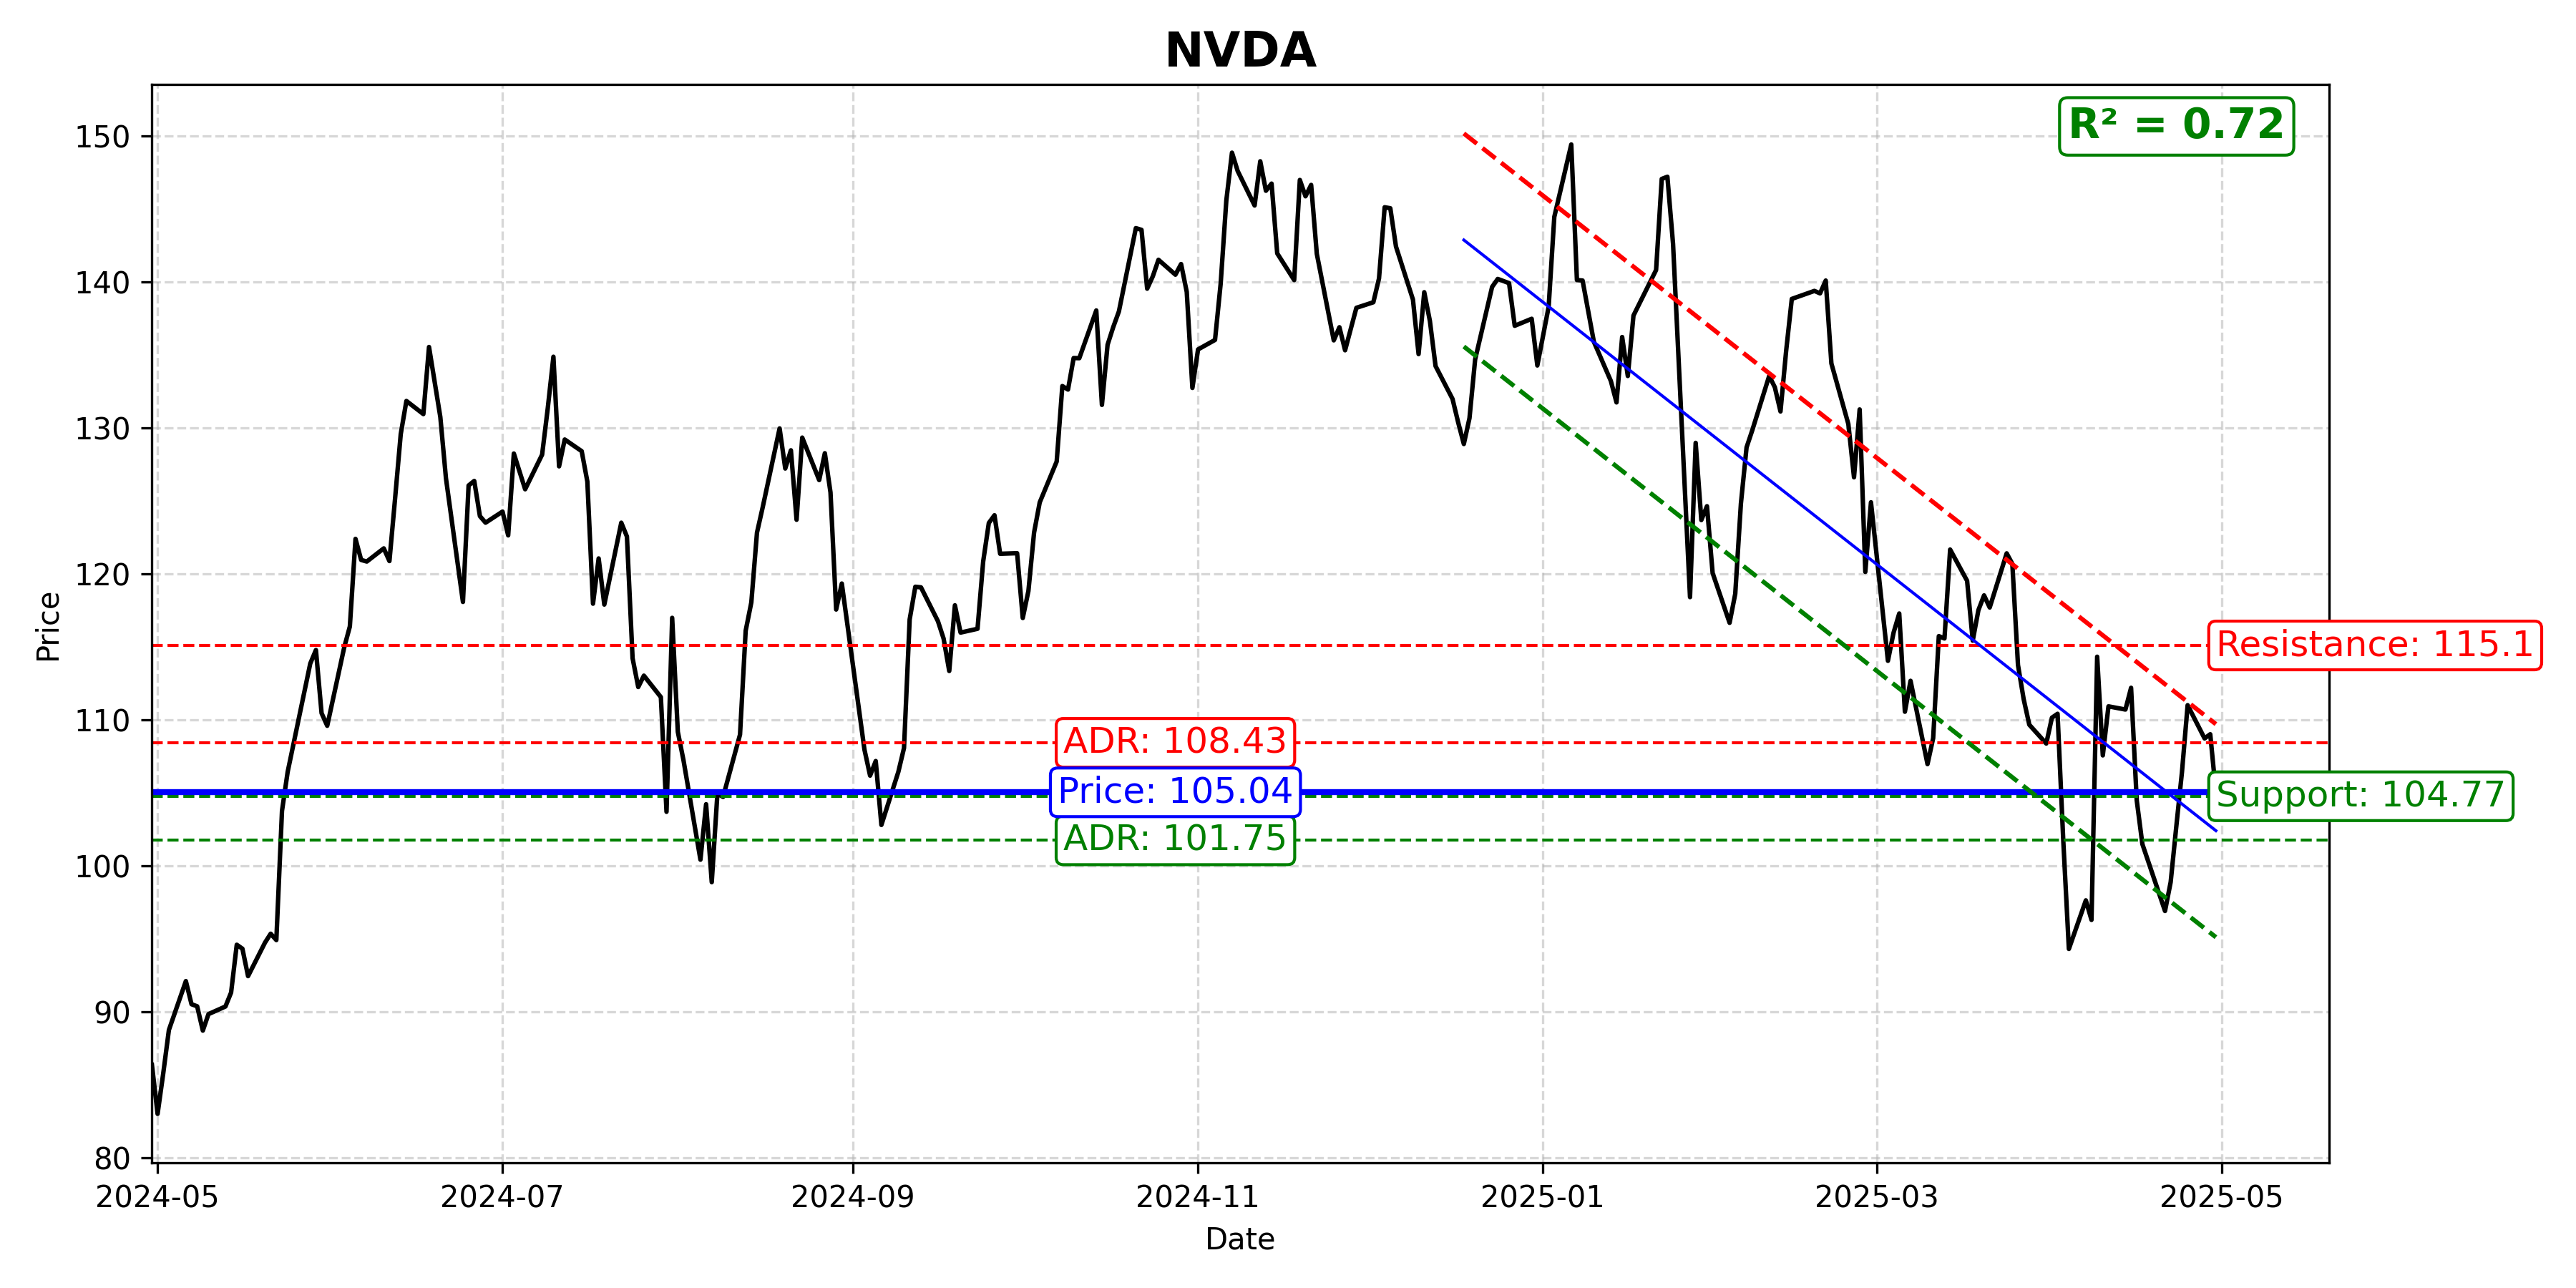 NVDA
R² = 0.72
150
140
130
120
110
100
90
80
Price
Resistance: 115.1
ADR: 108.43
Price: 105.04
Support: 104.77
ADR: 101.75
2024-05
2024-07
2024-09
2024-11
2025-01
2025-03
2025-05
Date